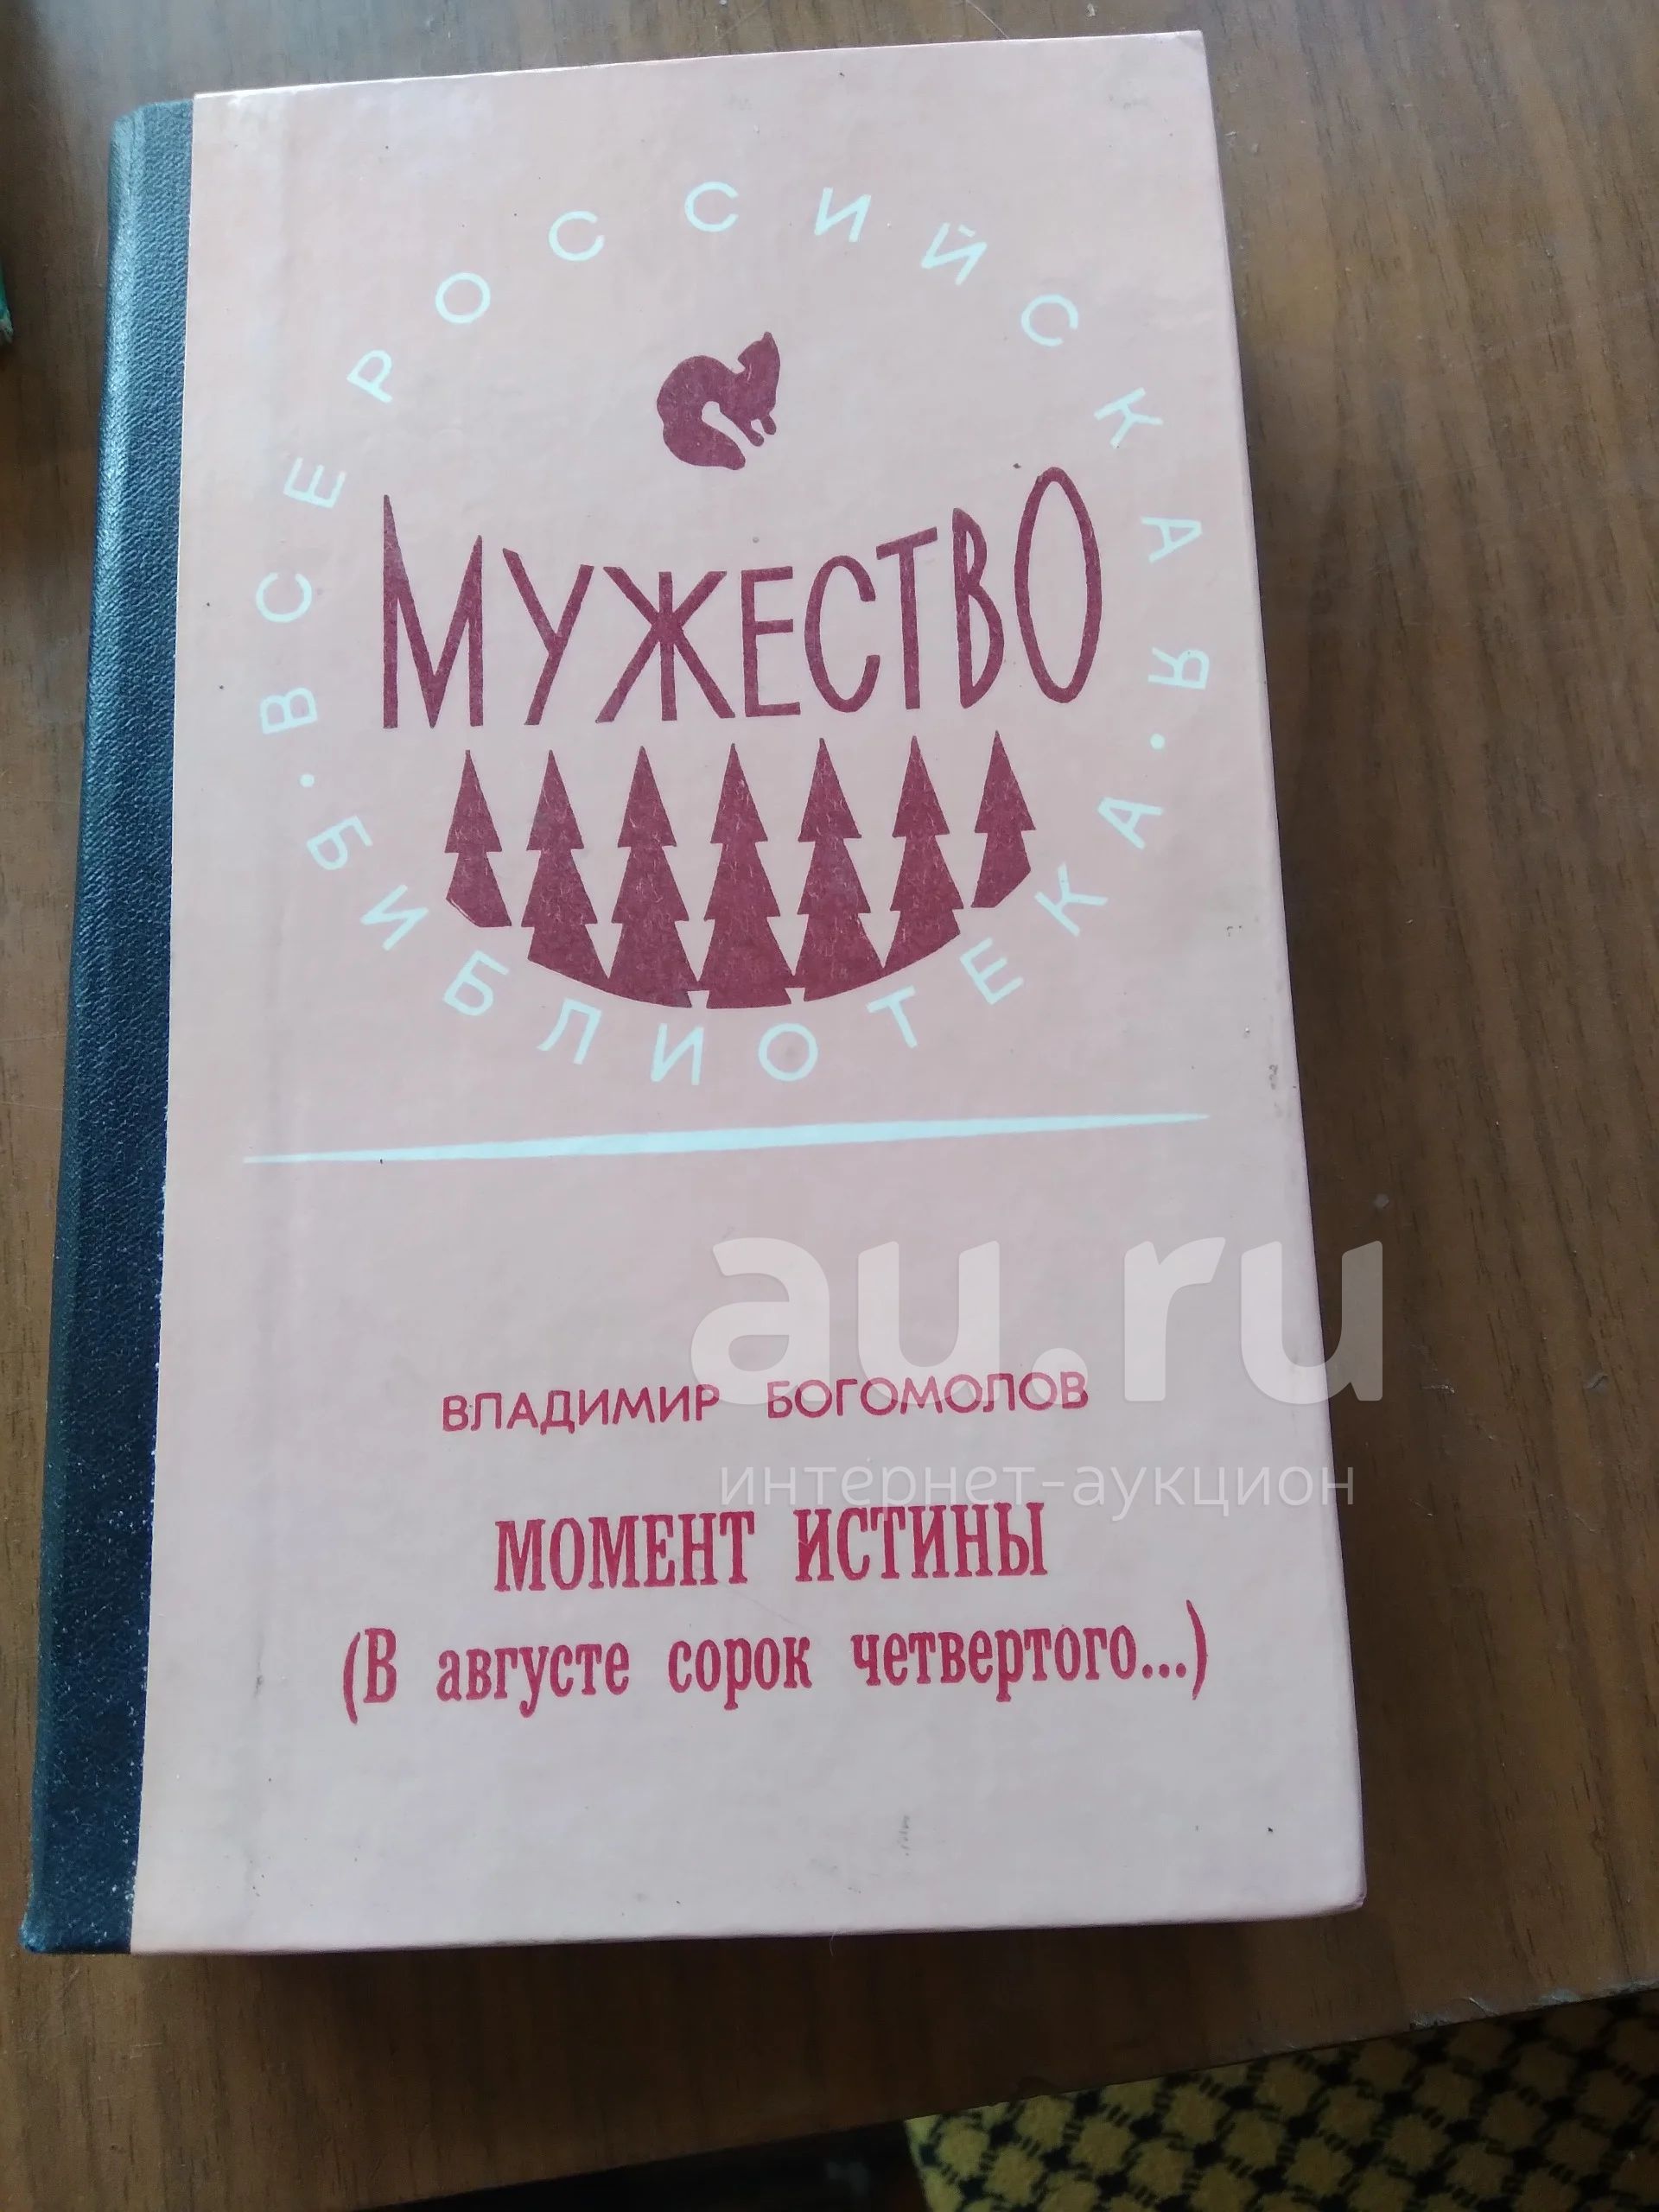 ВСЕРОССИЙСКАЯ
МУЖЕСТВО
БИБЛИОТЕКА
au.ru
ВЛАДИМИР БОГОМОЛОВ
интернет-аукцион
МОМЕНТ ИСТИНЫ
(В августе сорок четвертого...)